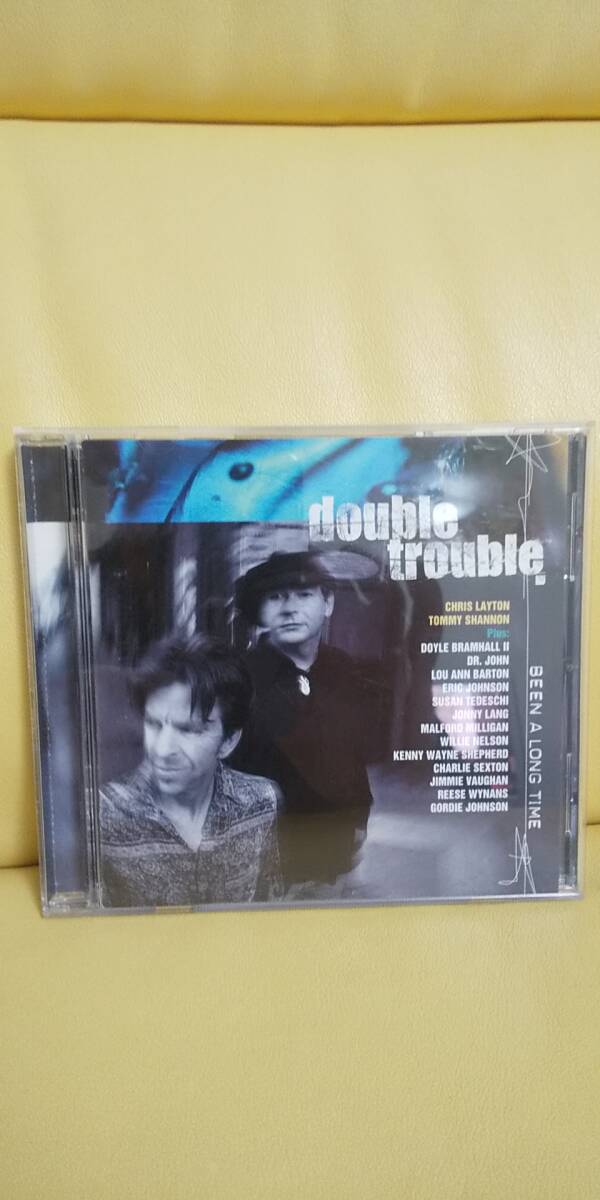 double
trouble.
CHRIS LAYTON
TOMMY SHANNON
Plus:
DOYLE BRAMHALL II
DR. JOHN
LOU ANN BARTON
ERIC JOHNSON
SUSAN TEDESCHI
JONNY LANG
MALFORD MILLIGAN
WILLIE NELSON
KENNY WAYNE SHEPHERD
CHARLIE SEXTON
JIMMIE VAUGHAN
REESE WYNANS
GORDIE JOHNSON
BEEN A LONG TIME